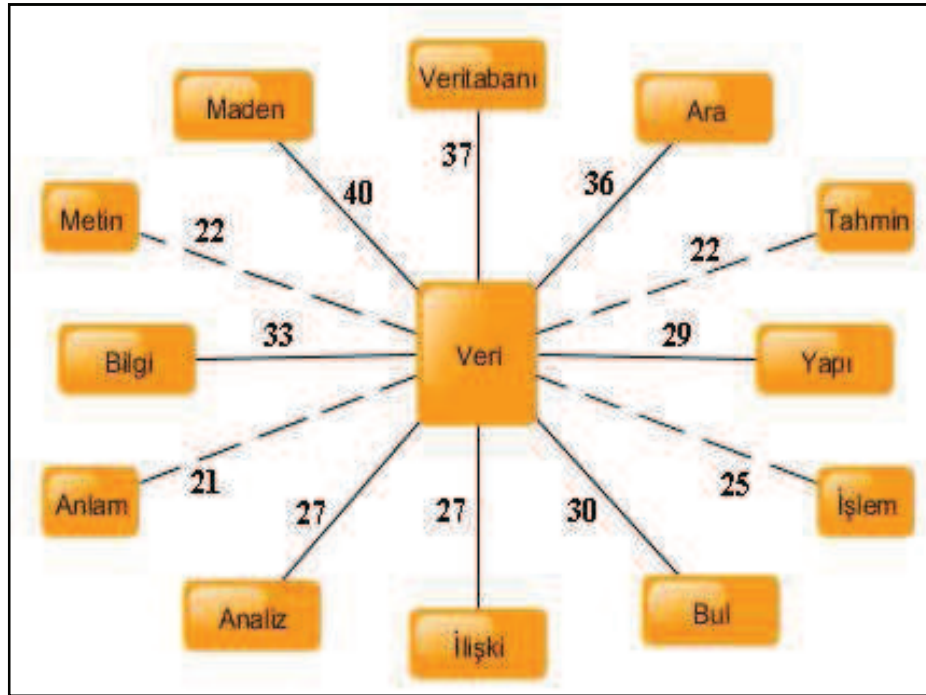 Veritabanı
Maden
Ara
37
40
36
Metin
22
22
Tahmin
Bilgi
33
Veri
29
Yapı
Anlam
21
25
İşlem
27
27
30
Analiz
İlişki
Bul